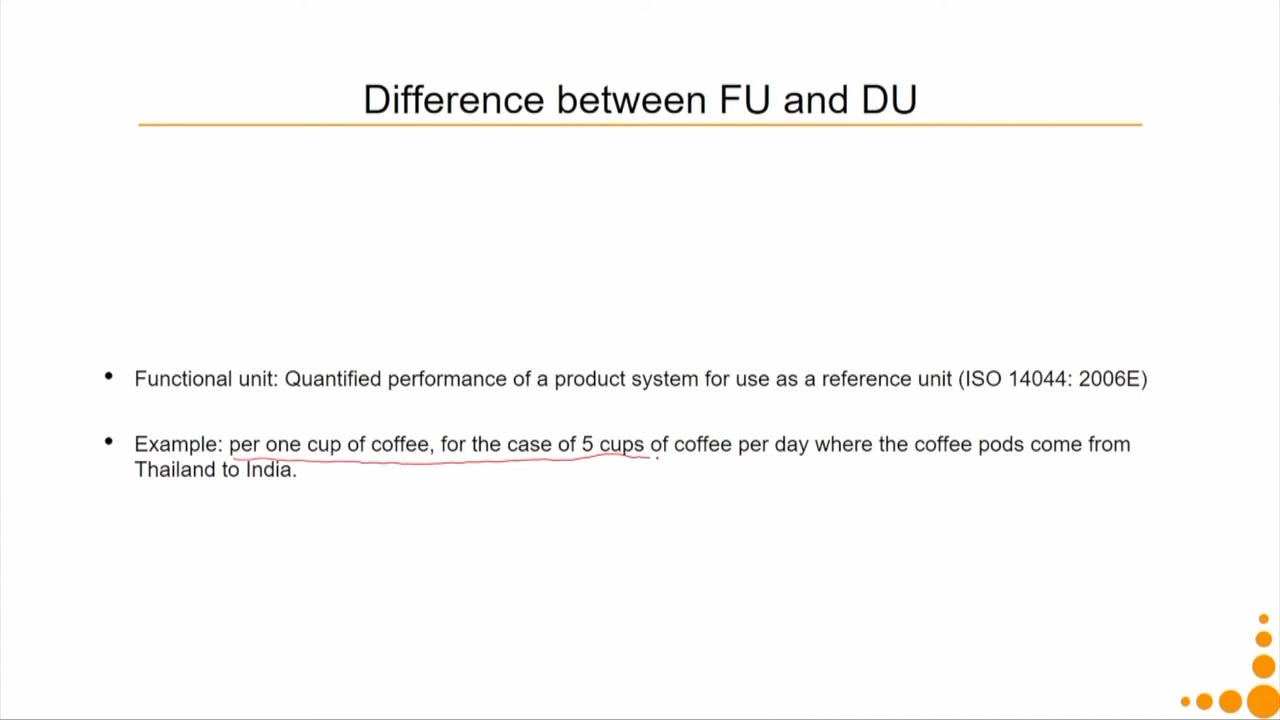 Difference between FU and DU
• Functional unit: Quantified performance of a product system for use as a reference unit (ISO 14044: 2006E)
• Example: per one cup of coffee, for the case of 5 cups of coffee per day where the coffee pods come from
Thailand to India.